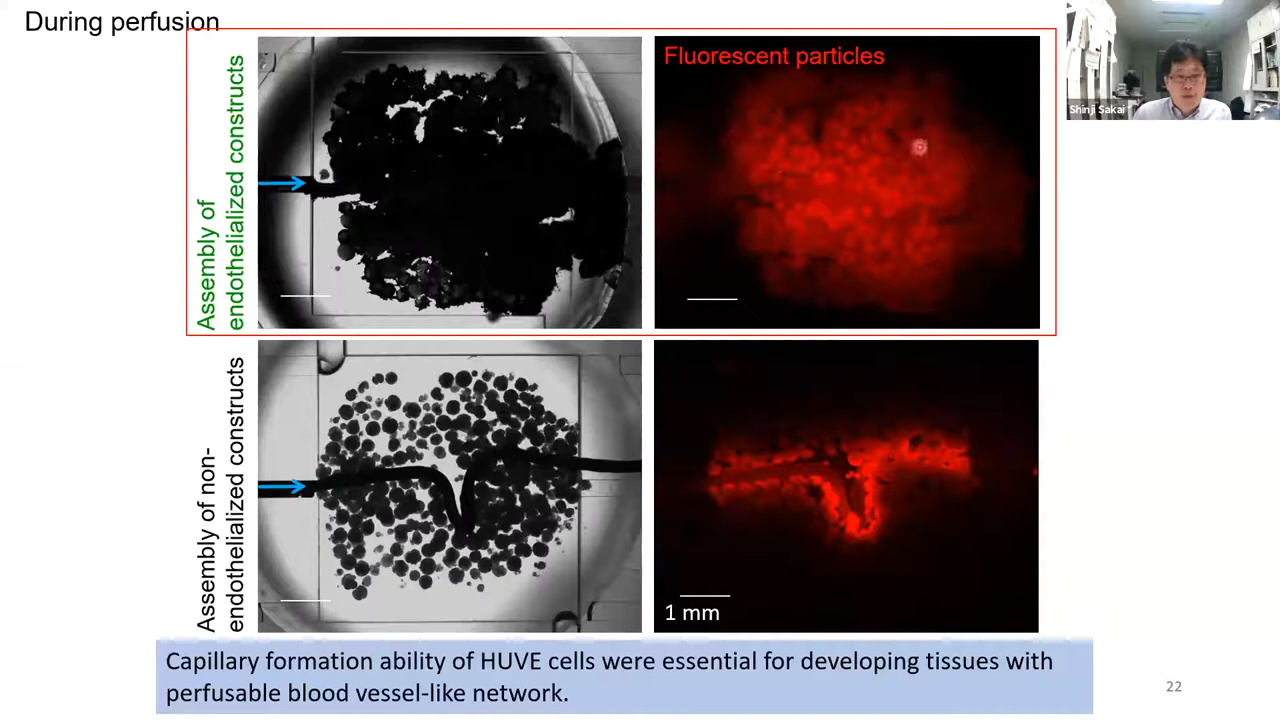 During perfusion
Shinji Sakai
Assembly of
endothelialized constructs
Fluorescent particles
Assembly of non-
endothelialized constructs
1 mm
Capillary formation ability of HUVE cells were essential for developing tissues with
perfusable blood vessel-like network.
22